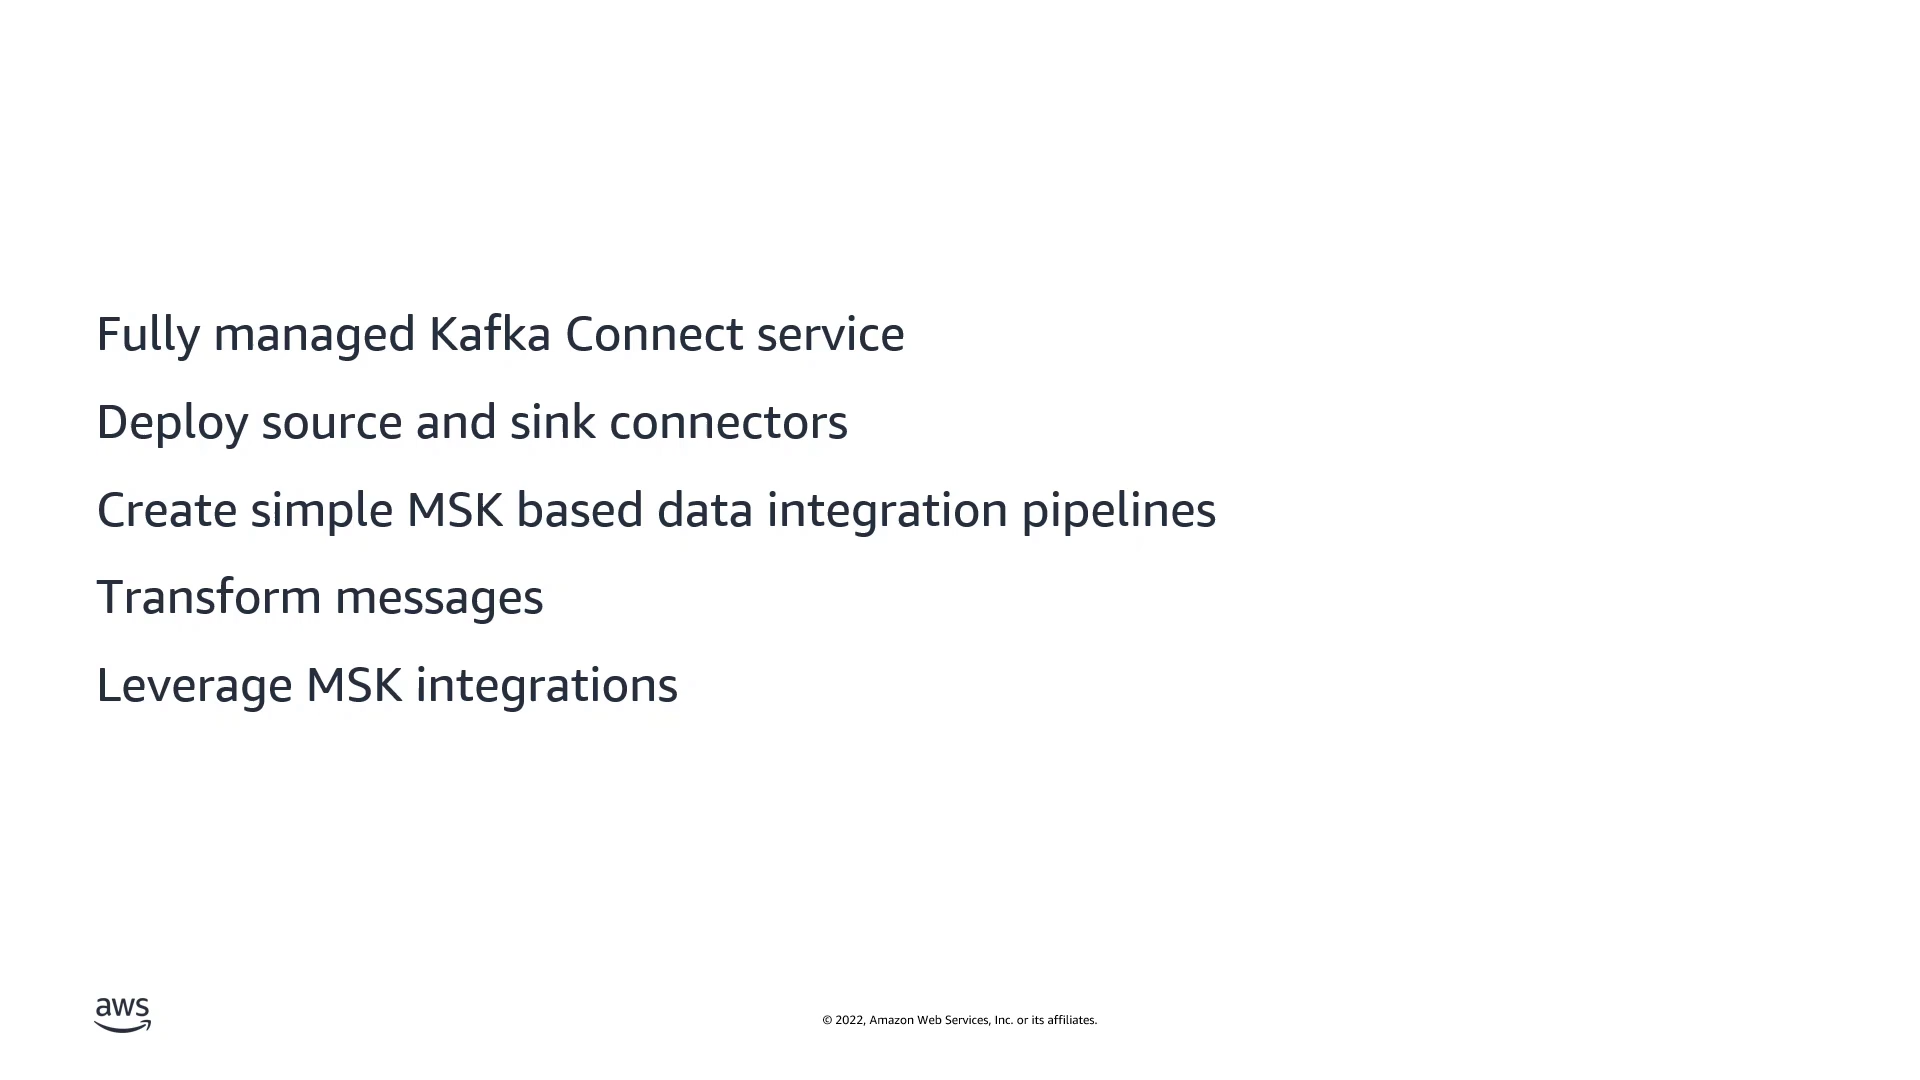 Fully managed Kafka Connect service
Deploy source and sink connectors
Create simple MSK based data integration pipelines
Transform messages
Leverage MSK integrations
aws
© 2022, Amazon Web Services, Inc. or its affiliates.